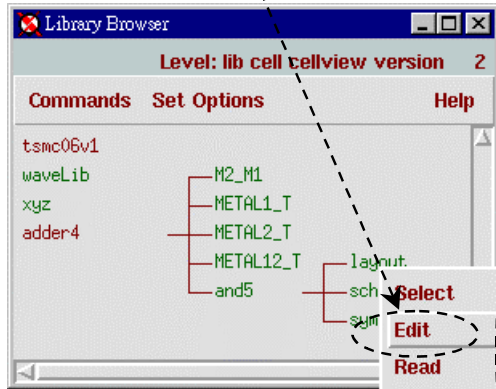 Library Browser
Level: lib cell cellview version 2
Commands Set Options Help
tsmc06v1
waveLib M2_M1
xyz METAL1_T
adder4 METAL2_T
METAL12_T layout
and5 sch Select
sym Edit
Read